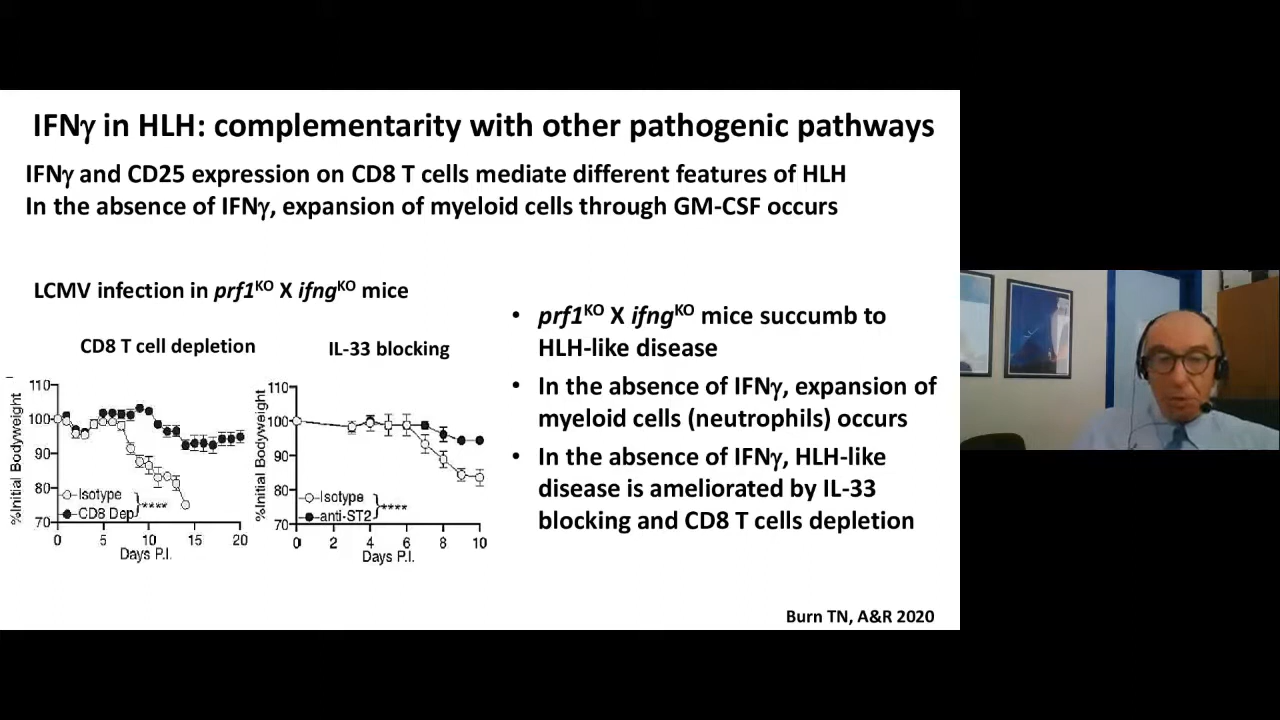 IFNγ in HLH: complementarity with other pathogenic pathways
IFNγ and CD25 expression on CD8 T cells mediate different features of HLH
In the absence of IFNγ, expansion of myeloid cells through GM-CSF occurs
LCMV infection in prf1KO X ifngKO mice
CD8 T cell depletion
110
100
90
80
70
%Initial Bodyweight
Isotype
CD8 Dep
****
0 5 10 15 20
Days P.I.
IL-33 blocking
110
100
90
80
70
%Initial Bodyweight
Isotype
anti-ST2
****
0 2 4 6 8 10
Days P.I.
• prf1KO X ifngKO mice succumb to
HLH-like disease
• In the absence of IFNγ, expansion of
myeloid cells (neutrophils) occurs
• In the absence of IFNγ, HLH-like
disease is ameliorated by IL-33
blocking and CD8 T cells depletion
Burn TN, A&R 2020